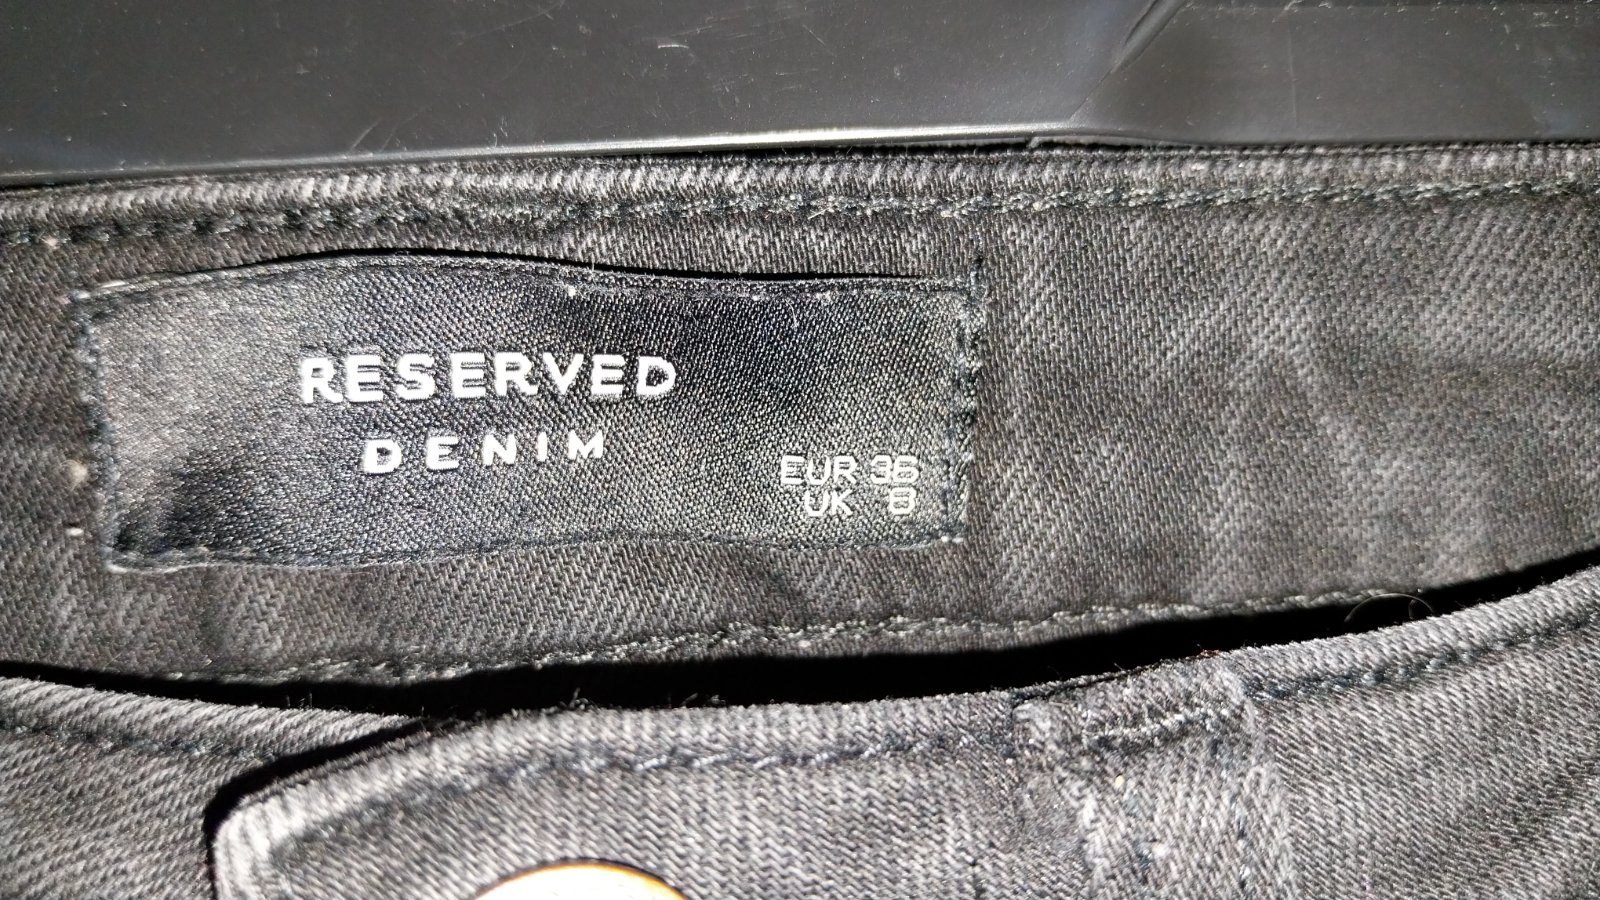 RESERVED
DENIM
EUR 36
UK 8